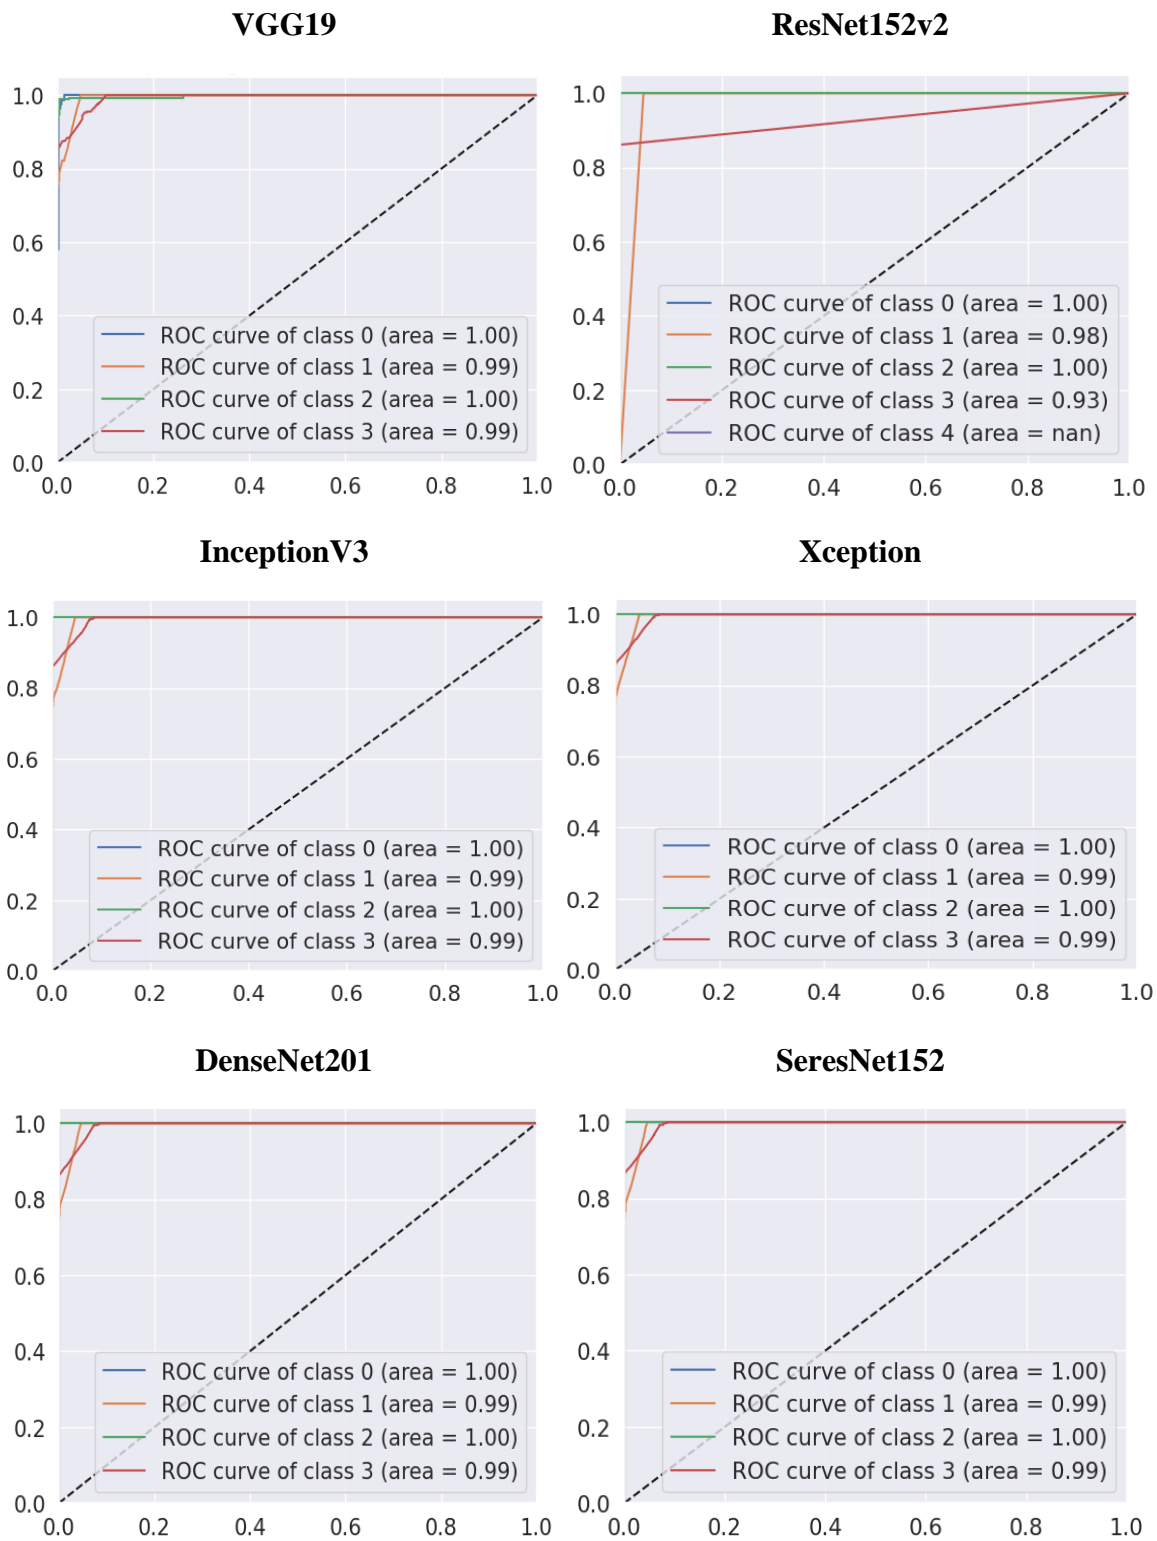 VGG19
1.0
0.8
0.6
0.4
0.2
0.0
ROC curve of class 0 (area = 1.00)
ROC curve of class 1 (area = 0.99)
ROC curve of class 2 (area = 1.00)
ROC curve of class 3 (area = 0.99)
0.0 0.2 0.4 0.6 0.8 1.0
ResNet152v2
1.0
0.8
0.6
0.4
0.2
0.0
ROC curve of class 0 (area = 1.00)
ROC curve of class 1 (area = 0.98)
ROC curve of class 2 (area = 1.00)
ROC curve of class 3 (area = 0.93)
ROC curve of class 4 (area = nan)
0.0 0.2 0.4 0.6 0.8 1.0
InceptionV3
1.0
0.8
0.6
0.4
0.2
0.0
ROC curve of class 0 (area = 1.00)
ROC curve of class 1 (area = 0.99)
ROC curve of class 2 (area = 1.00)
ROC curve of class 3 (area = 0.99)
0.0 0.2 0.4 0.6 0.8 1.0
Xception
1.0
0.8
0.6
0.4
0.2
0.0
ROC curve of class 0 (area = 1.00)
ROC curve of class 1 (area = 0.99)
ROC curve of class 2 (area = 1.00)
ROC curve of class 3 (area = 0.99)
0.0 0.2 0.4 0.6 0.8 1.0
DenseNet201
1.0
0.8
0.6
0.4
0.2
0.0
ROC curve of class 0 (area = 1.00)
ROC curve of class 1 (area = 0.99)
ROC curve of class 2 (area = 1.00)
ROC curve of class 3 (area = 0.99)
0.0 0.2 0.4 0.6 0.8 1.0
SeresNet152
1.0
0.8
0.6
0.4
0.2
0.0
ROC curve of class 0 (area = 1.00)
ROC curve of class 1 (area = 0.99)
ROC curve of class 2 (area = 1.00)
ROC curve of class 3 (area = 0.99)
0.0 0.2 0.4 0.6 0.8 1.0